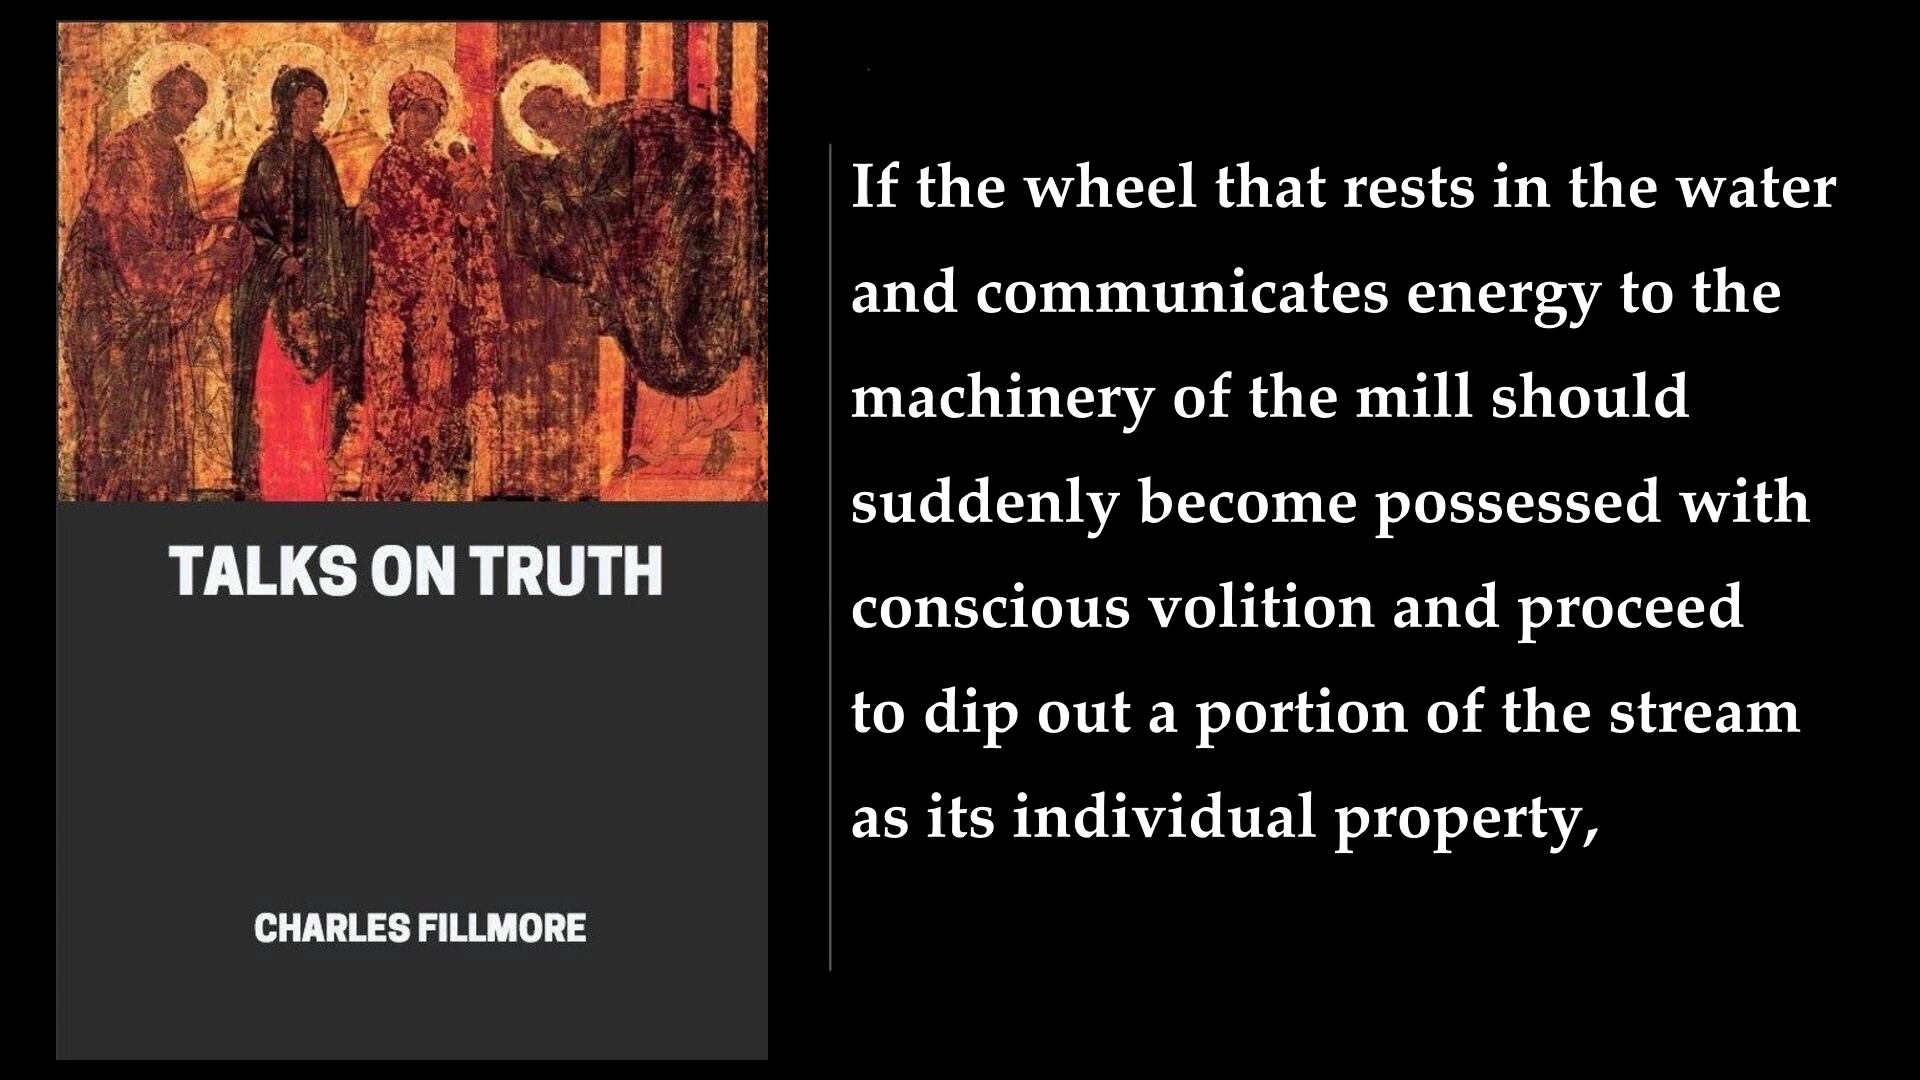 TALKS ON TRUTH
CHARLES FILLMORE
If the wheel that rests in the water
and communicates energy to the
machinery of the mill should
suddenly become possessed with
conscious volition and proceed
to dip out a portion of the stream
as its individual property,